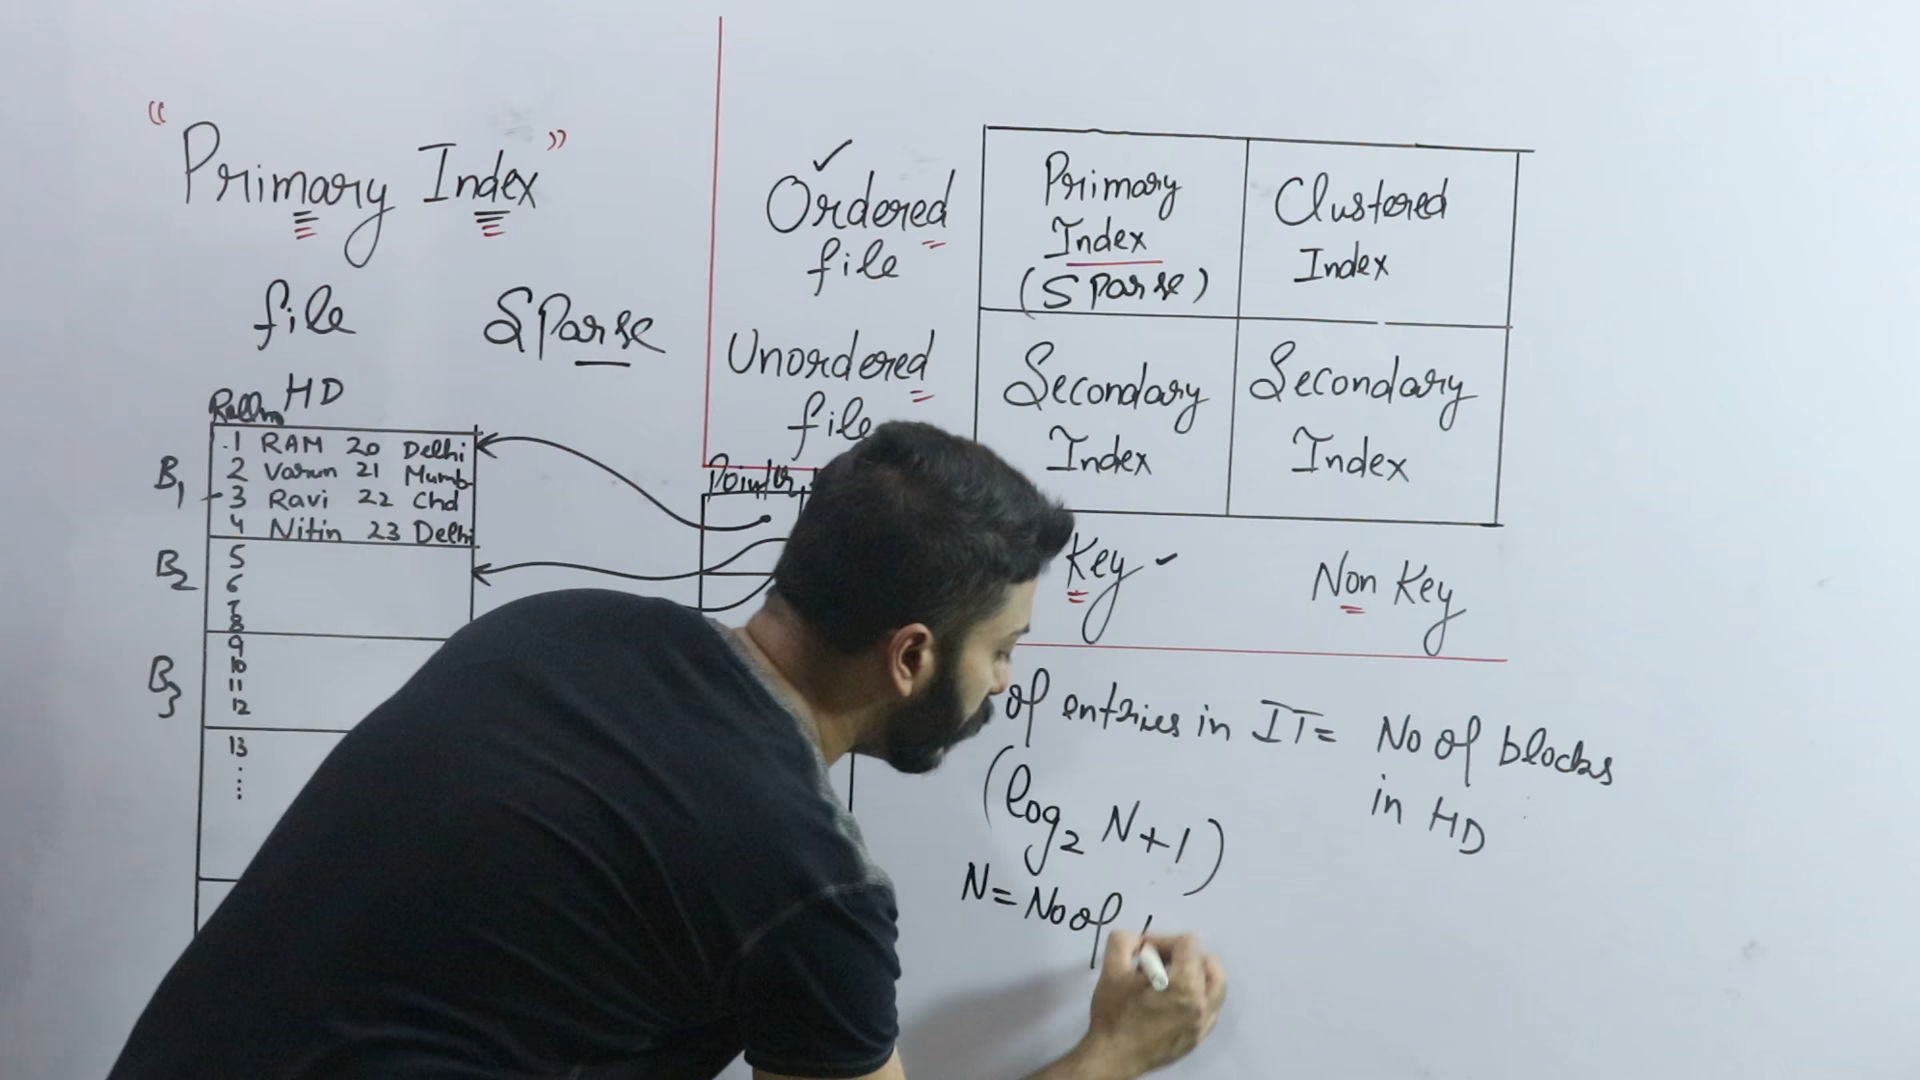 "Primary Index"
file SParse
Rollno HD
B1
1 RAM 20 Delhi
2 Varun 21 Mumb
3 Ravi 22 Chd
4 Nitin 23 Delhi
B2
5
6
7
8
B3
9
10
11
12
13
Pointer
Ordered
file
Unordered
file
Primary
Index
(SParse)
Clustered
Index
Secondary
Index
Secondary
Index
Key
Non Key
of entries in IT= No of blocks
in HD
(log2 N+1)
N=No of